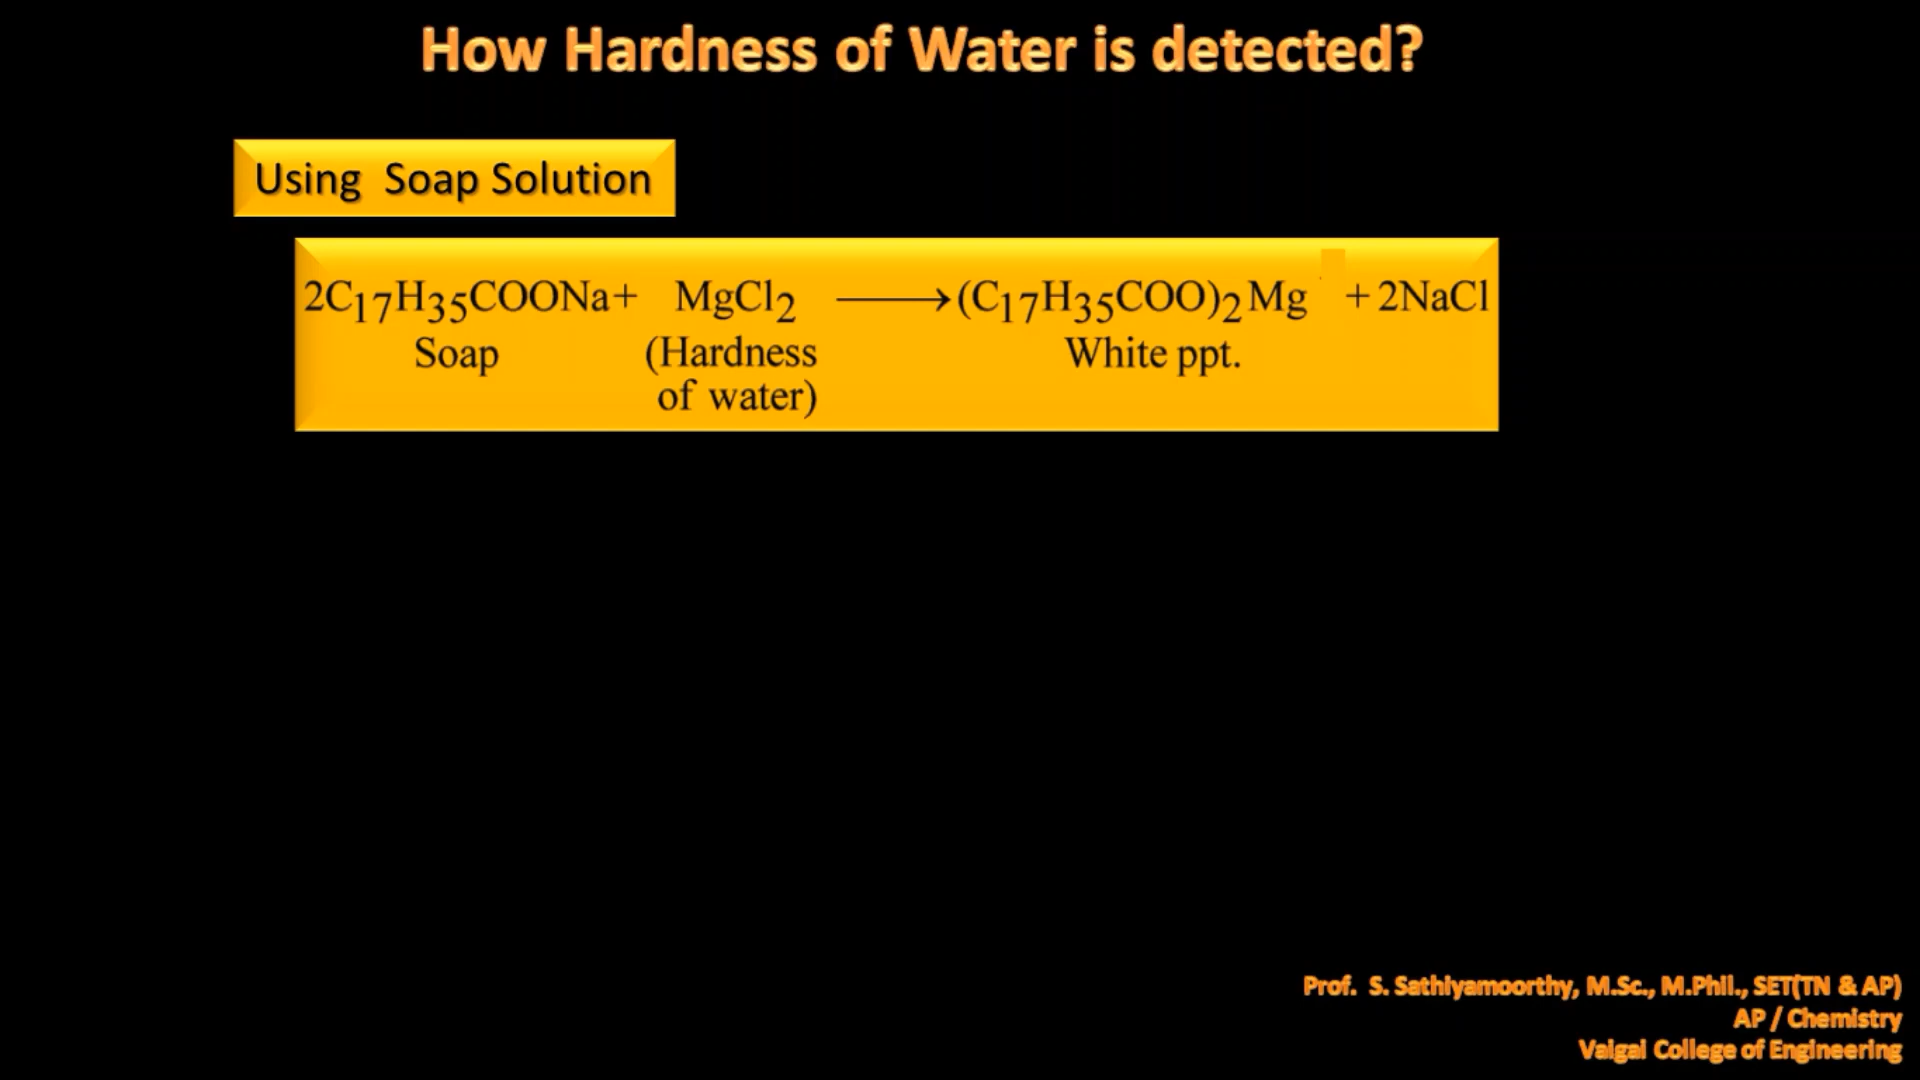 How Hardness of Water is detected?
Using Soap Solution
2C17H35COONa+ MgCl2 ⟶ (C17H35COO)2Mg + 2NaCl
Soap (Hardness White ppt.
of water)
Prof. S. Sathiyamoorthy, M.Sc., M.Phil., SET(TN & AP)
AP / Chemistry
Vaigai College of Engineering